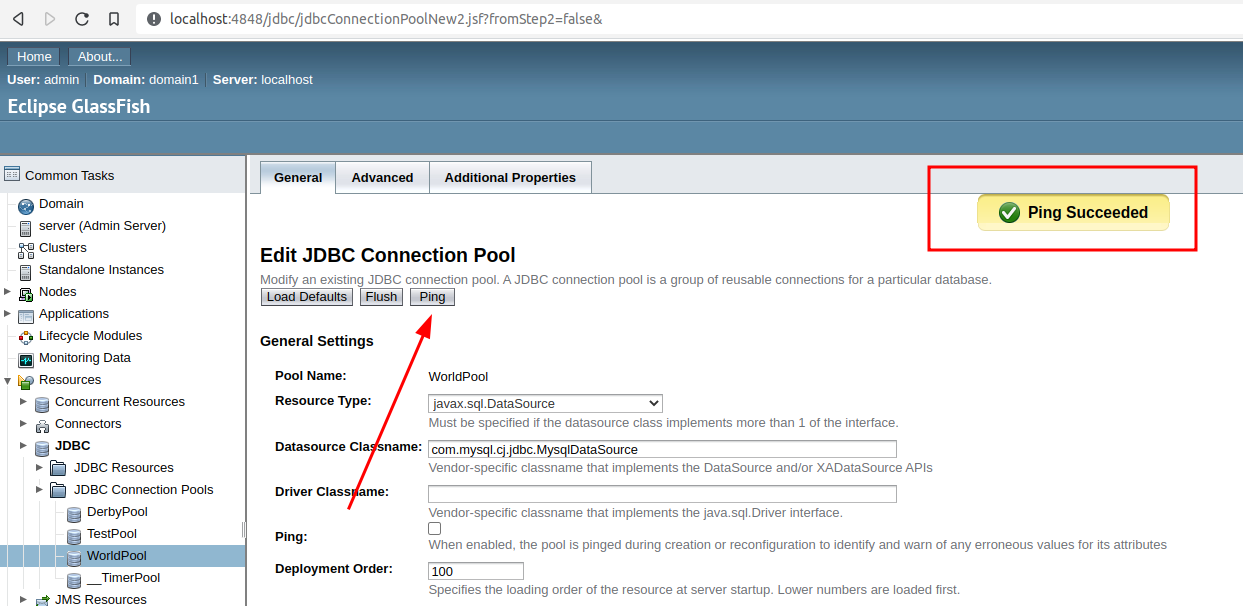 localhost:4848/jdbc/jdbcConnectionPoolNew2.jsf?fromStep2=false&
Home About...
User: admin Domain: domain1 Server: localhost
Eclipse GlassFish
Common Tasks
Domain
server (Admin Server)
Clusters
Standalone Instances
Nodes
Applications
Lifecycle Modules
Monitoring Data
Resources
Concurrent Resources
Connectors
JDBC
JDBC Resources
JDBC Connection Pools
DerbyPool
TestPool
WorldPool
__TimerPool
JMS Resources
General Advanced Additional Properties
Ping Succeeded
Edit JDBC Connection Pool
Modify an existing JDBC connection pool. A JDBC connection pool is a group of reusable connections for a particular database.
Load Defaults Flush Ping
General Settings
Pool Name: WorldPool
Resource Type: javax.sql.DataSource
Must be specified if the datasource class implements more than 1 of the interface.
Datasource Classname: com.mysql.cj.jdbc.MysqlDataSource
Vendor-specific classname that implements the DataSource and/or XADataSource APIs
Driver Classname:
Vendor-specific classname that implements the java.sql.Driver interface.
Ping:
When enabled, the pool is pinged during creation or reconfiguration to identify and warn of any erroneous values for its attributes
Deployment Order: 100
Specifies the loading order of the resource at server startup. Lower numbers are loaded first.